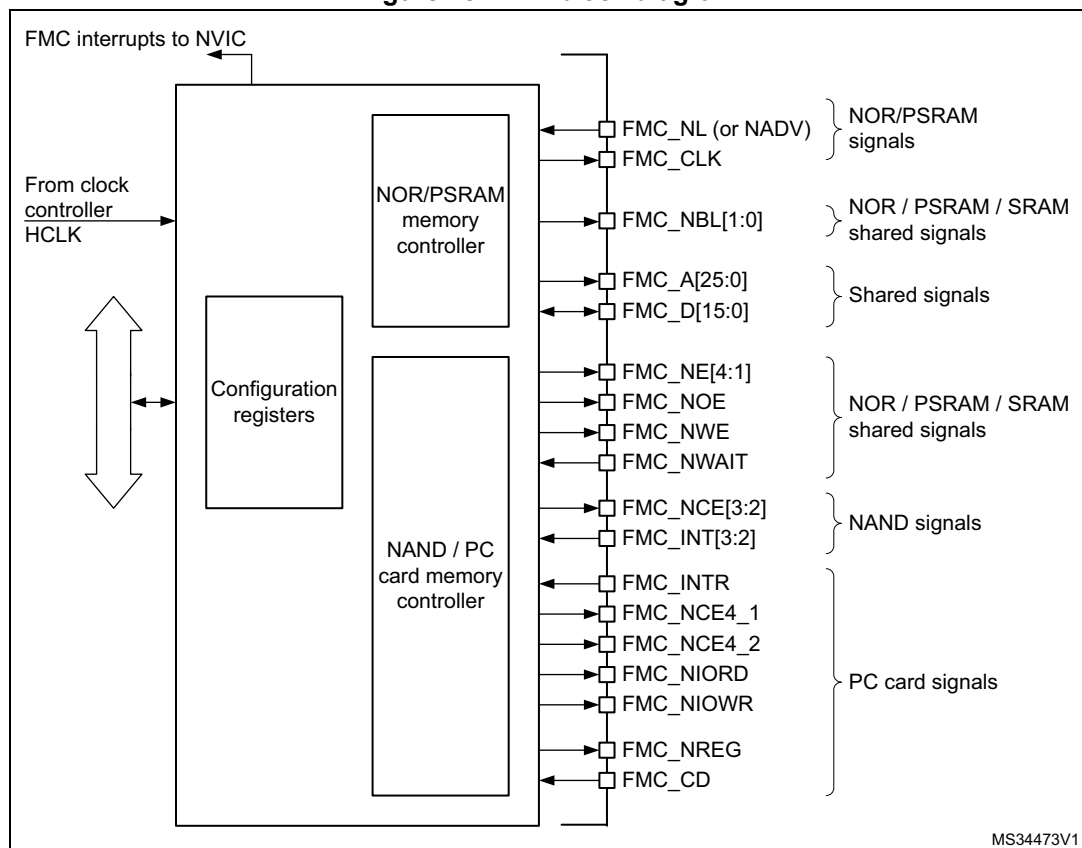 FMC interrupts to NVIC
From clock
controller
HCLK
NOR/PSRAM
memory
controller
Configuration
registers
NAND / PC
card memory
controller
FMC_NL (or NADV)
FMC_CLK
NOR/PSRAM
signals
FMC_NBL[1:0]
NOR / PSRAM / SRAM
shared signals
FMC_A[25:0]
FMC_D[15:0]
Shared signals
FMC_NE[4:1]
FMC_NOE
FMC_NWE
FMC_NWAIT
NOR / PSRAM / SRAM
shared signals
FMC_NCE[3:2]
FMC_INT[3:2]
NAND signals
FMC_INTR
FMC_NCE4_1
FMC_NCE4_2
FMC_NIORD
FMC_NIOWR
FMC_NREG
FMC_CD
PC card signals
MS34473V1